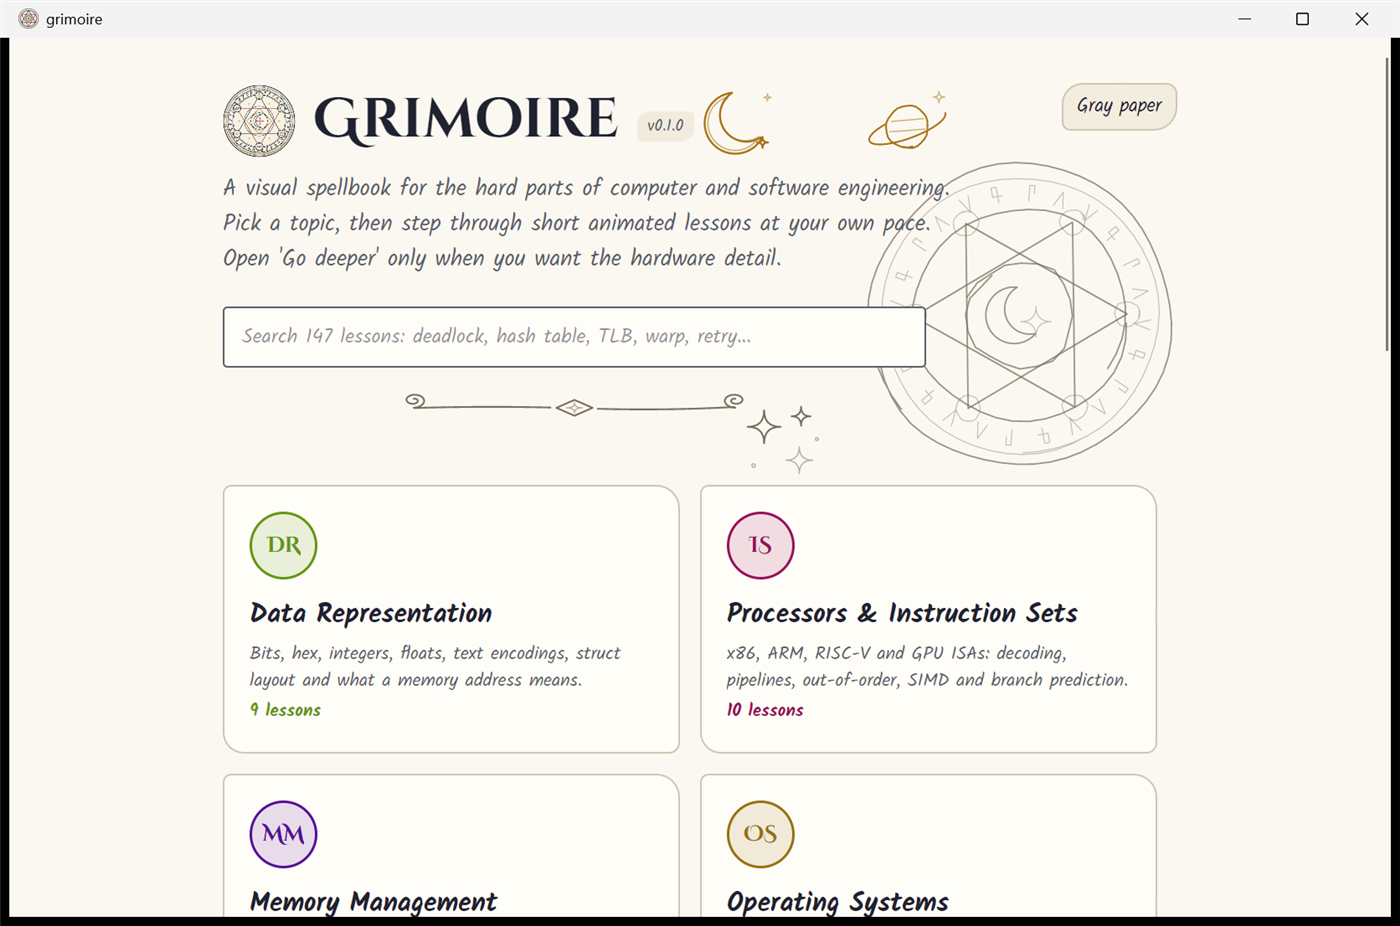 grimoire
GRIMOIRE
v0.1.0
Gray paper
A visual spellbook for the hard parts of computer and software engineering.
Pick a topic, then step through short animated lessons at your own pace.
Open 'Go deeper' only when you want the hardware detail.
Search 147 lessons: deadlock, hash table, TLB, warp, retry...
DR
Data Representation
Bits, hex, integers, floats, text encodings, struct
layout and what a memory address means.
9 lessons
IS
Processors & Instruction Sets
x86, ARM, RISC-V and GPU ISAs: decoding,
pipelines, out-of-order, SIMD and branch prediction.
10 lessons
MM
Memory Management
OS
Operating Systems